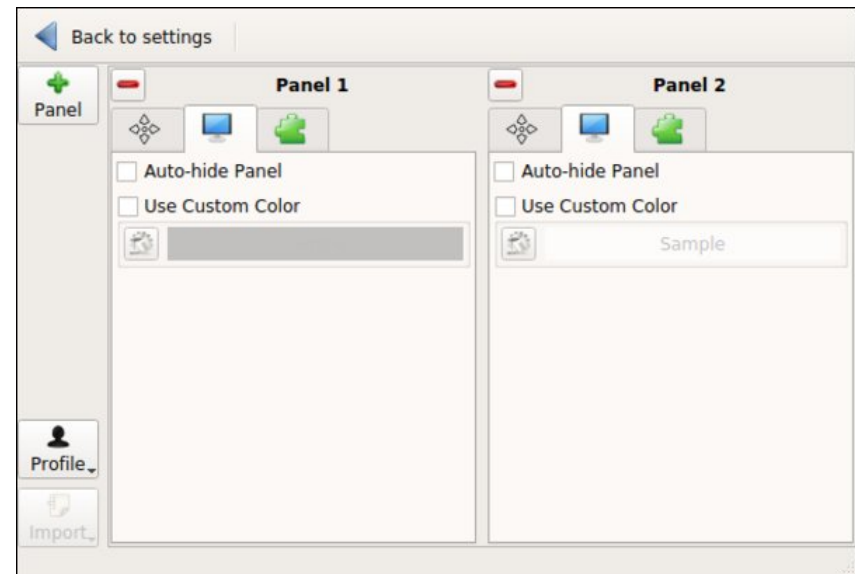 Back to settings
Panel
Panel 1
Auto-hide Panel
Use Custom Color
Panel 2
Auto-hide Panel
Use Custom Color
Sample
Profile
Import